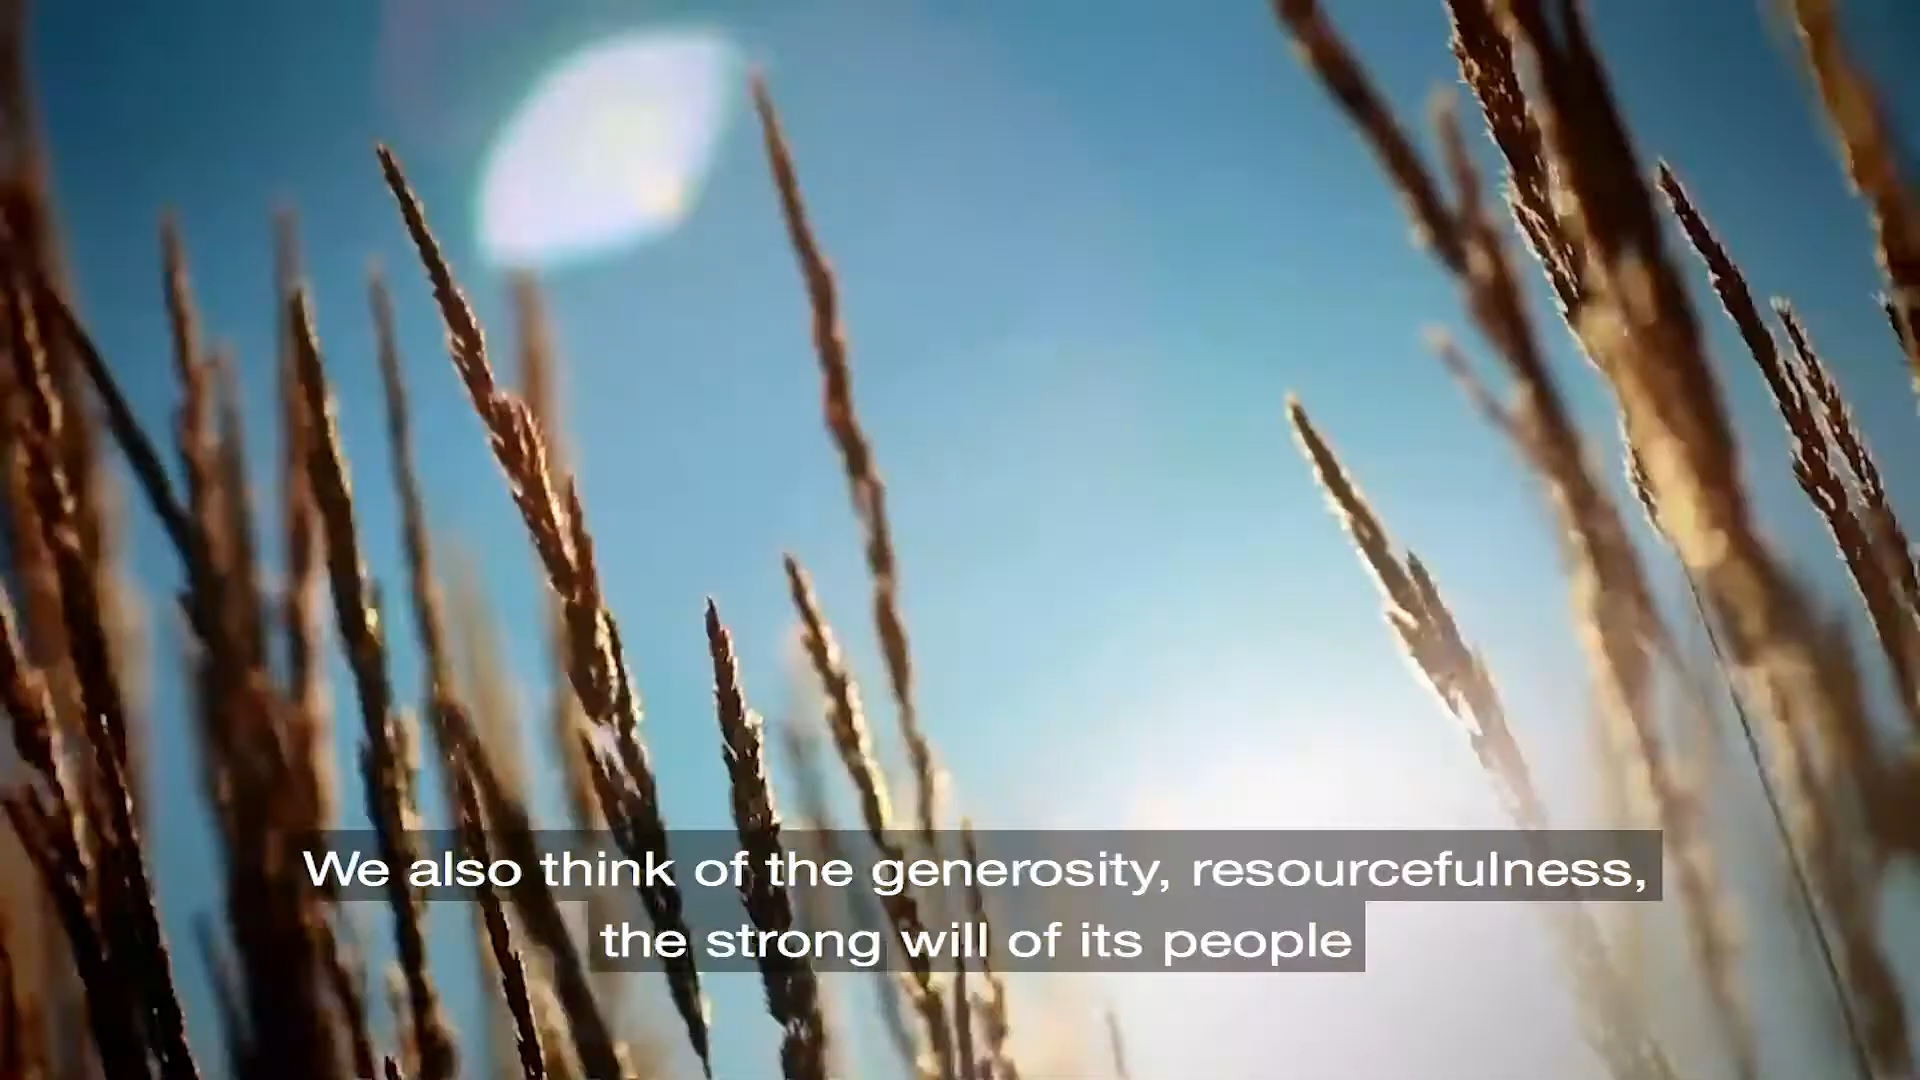 We also think of the generosity, resourcefulness,
the strong will of its people